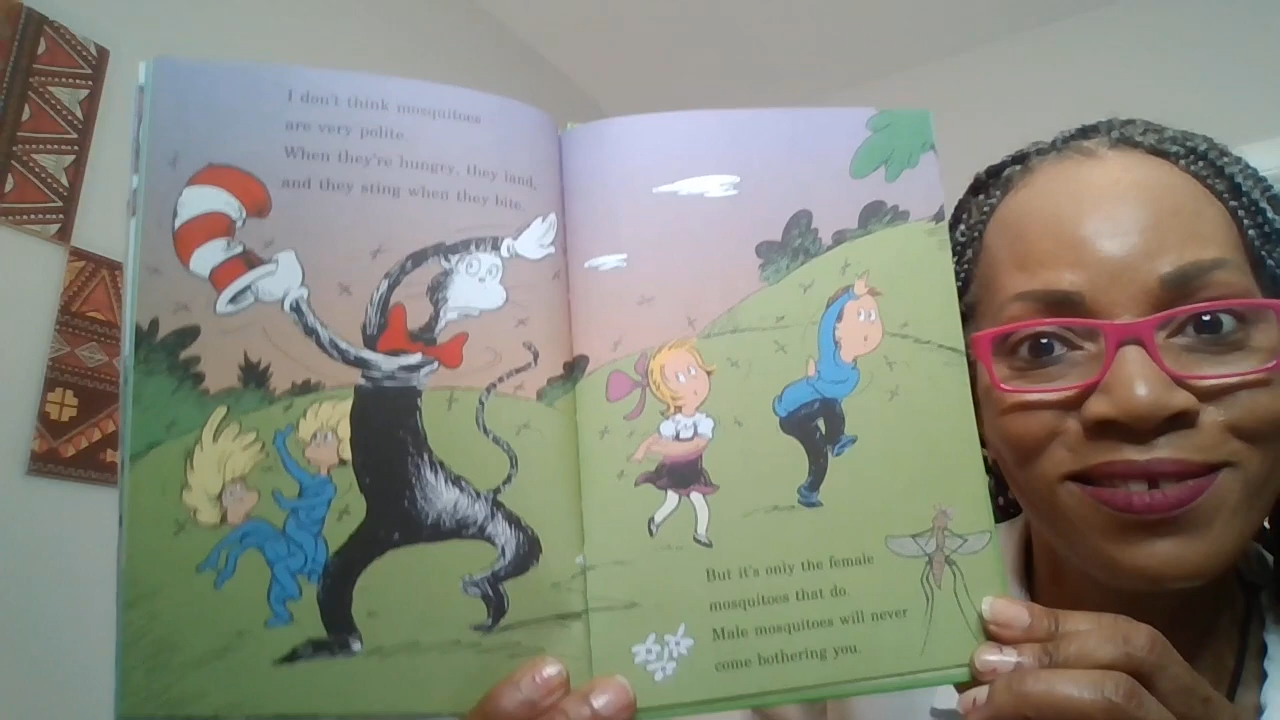 I don't think mosquitoes
are very polite.
When they're hungry, they land,
and they sting when they bite.
But it's only the female
mosquitoes that do.
Male mosquitoes will never
come bothering you.